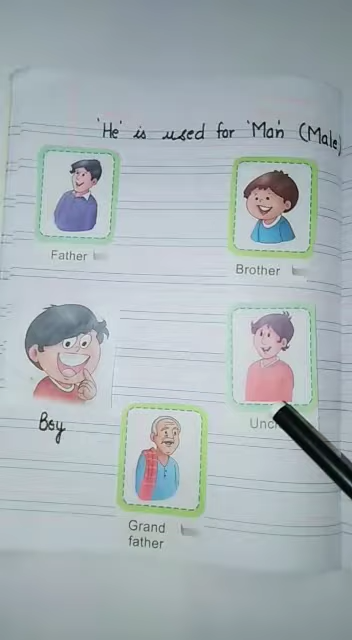 'He' is used for 'Man' (Male)
Father
Brother
Boy
Grand
father